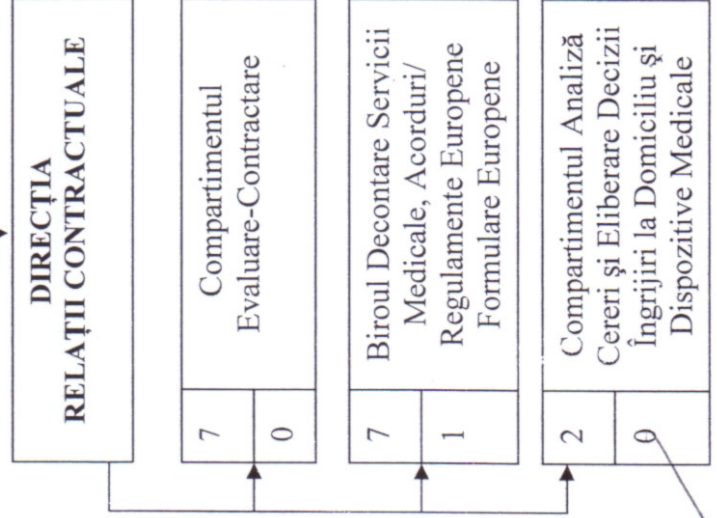 DIRECȚIA
RELAȚII CONTRACTUALE
7
0
Compartimentul
Evaluare-Contractare
7
1
Biroul Decontare Servicii
Medicale, Acorduri/
Regulamente Europene
Formulare Europene
2
0
Compartimentul Analiză
Cereri și Eliberare Decizii
Îngrijiri la Domiciliu și
Dispozitive Medicale